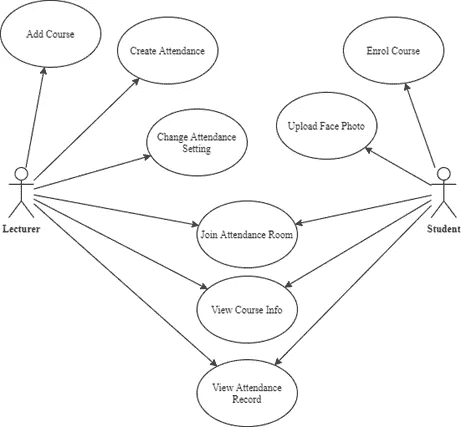 Add Course
Create Attendance
Enrol Course
Change Attendance
Setting
Upload Face Photo
Lecturer
Student
Join Attendance Room
View Course Info
View Attendance
Record